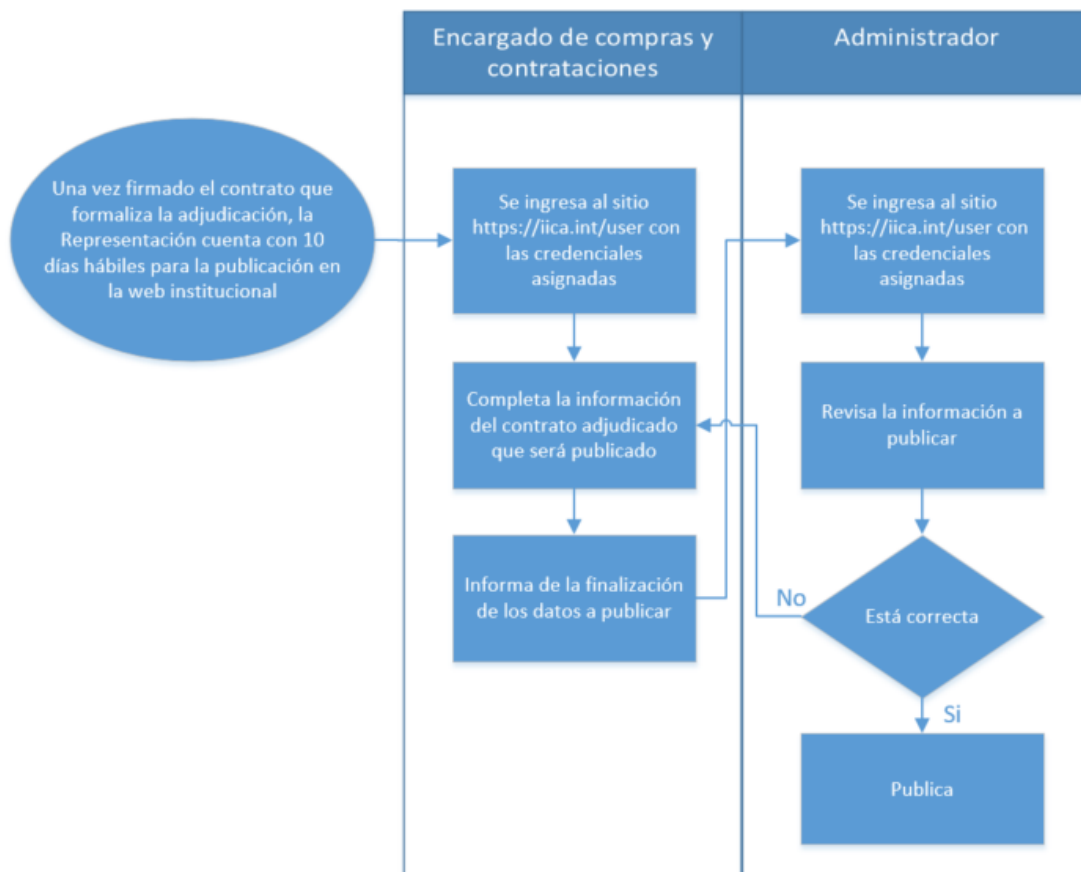 Encargado de compras y
contrataciones
Administrador
Una vez firmado el contrato que
formaliza la adjudicación, la
Representación cuenta con 10
días hábiles para la publicación en
la web institucional
Se ingresa al sitio
https://iica.int/user con
las credenciales
asignadas
Completa la información
del contrato adjudicado
que será publicado
Informa de la finalización
de los datos a publicar
Se ingresa al sitio
https://iica.int/user con
las credenciales
asignadas
Revisa la información a
publicar
Está correcta
No
Si
Publica